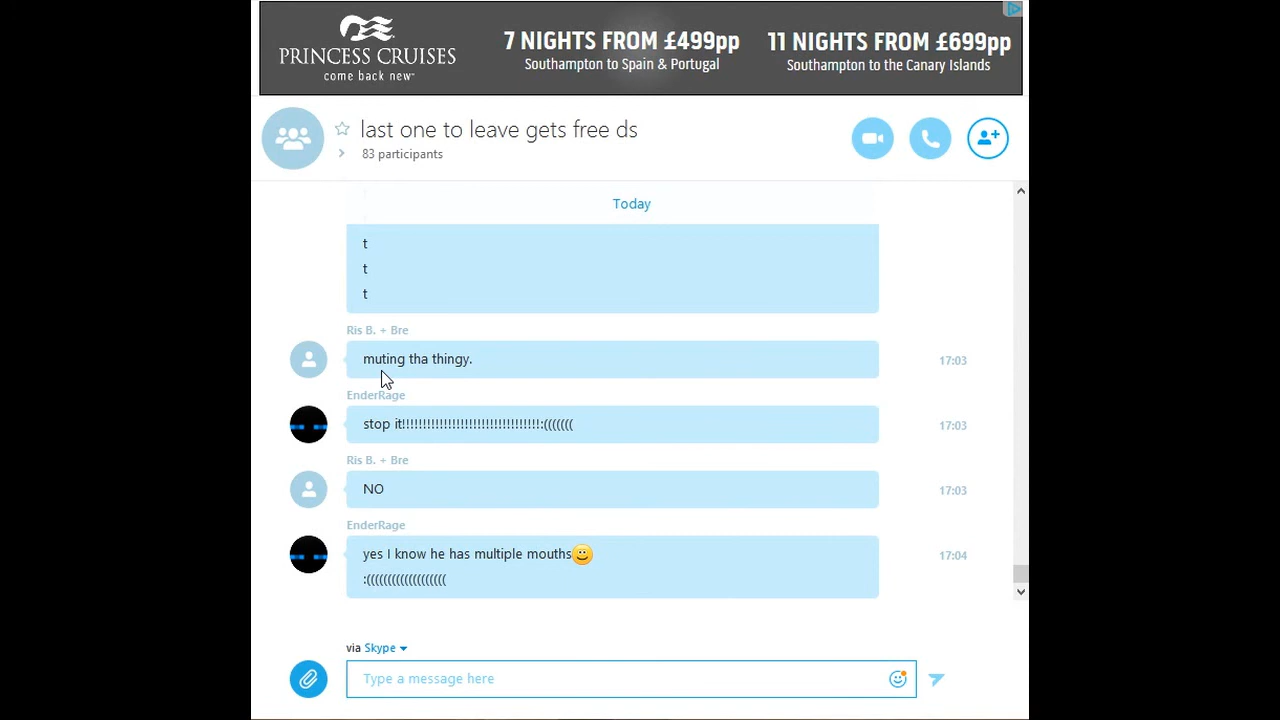 PRINCESS CRUISES
come back new
7 NIGHTS FROM £499pp
Southampton to Spain & Portugal
11 NIGHTS FROM £699pp
Southampton to the Canary Islands
last one to leave gets free ds
83 participants
Today
t
t
t
Ris B. + Bre
muting tha thingy.
17:03
EnderRage
stop it!!!!!!!!!!!!!!!!!!!!!!!!!!!!!!!!!:(((((((
17:03
Ris B. + Bre
NO
17:03
EnderRage
yes I know he has multiple mouths
17:04
:(((((((((((((((((((
via Skype
Type a message here